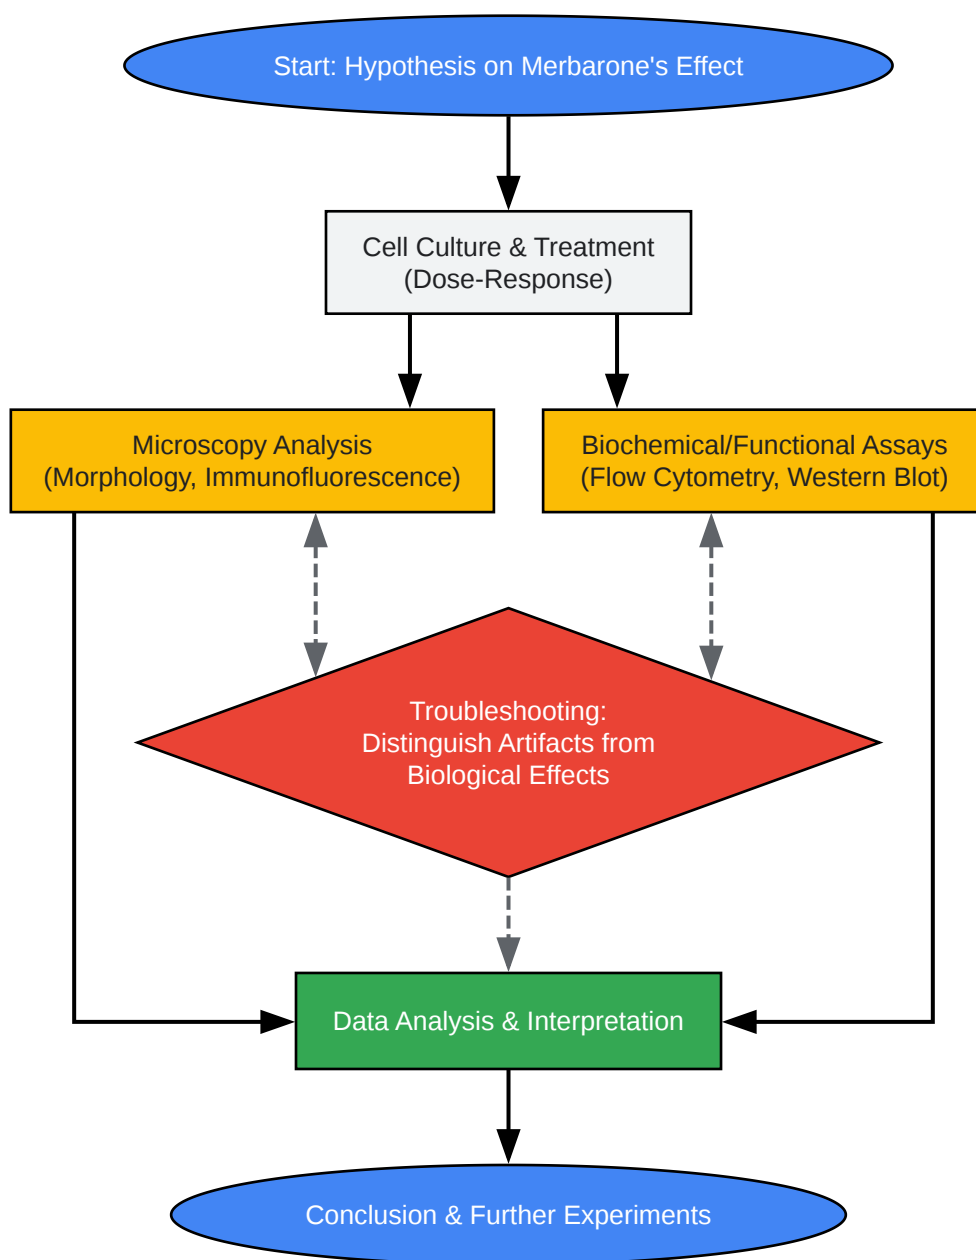 Start: Hypothesis on Merbarone's Effect
Cell Culture & Treatment
(Dose-Response)
Microscopy Analysis
(Morphology, Immunofluorescence)
Biochemical/Functional Assays
(Flow Cytometry, Western Blot)
Troubleshooting:
Distinguish Artifacts from
Biological Effects
Data Analysis & Interpretation
Conclusion & Further Experiments